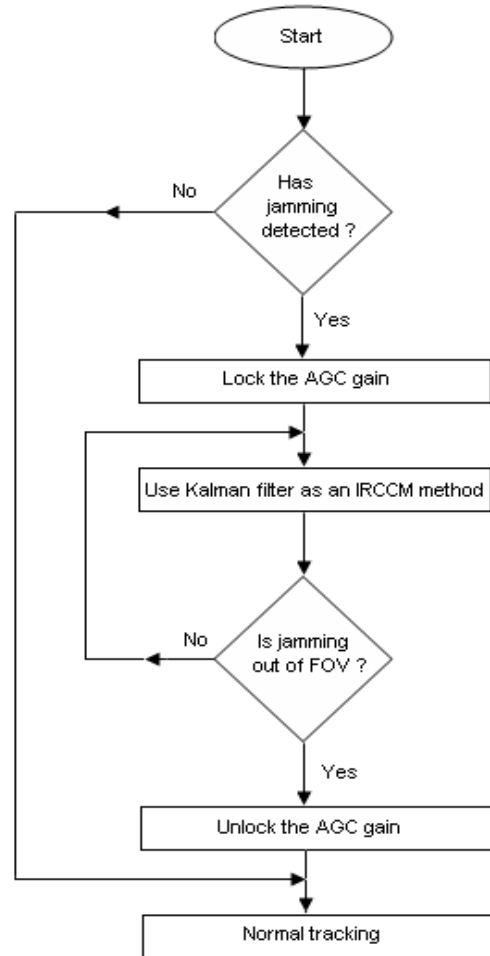 Start
Has
jamming
detected ?
No
Yes
Lock the AGC gain
Use Kalman filter as an IRCCM method
Is jamming
out of FOV ?
No
Yes
Unlock the AGC gain
Normal tracking